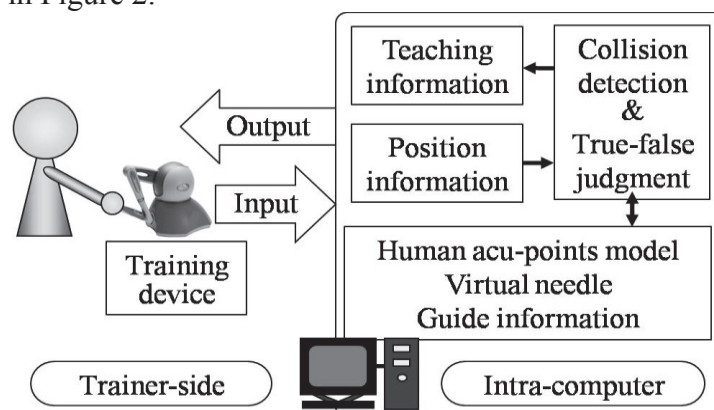 in Figure 2.
Teaching
information
Collision
detection
&
True-false
judgment
Output
Position
information
Input
Training
device
Human acu-points model
Virtual needle
Guide information
Trainer-side
Intra-computer